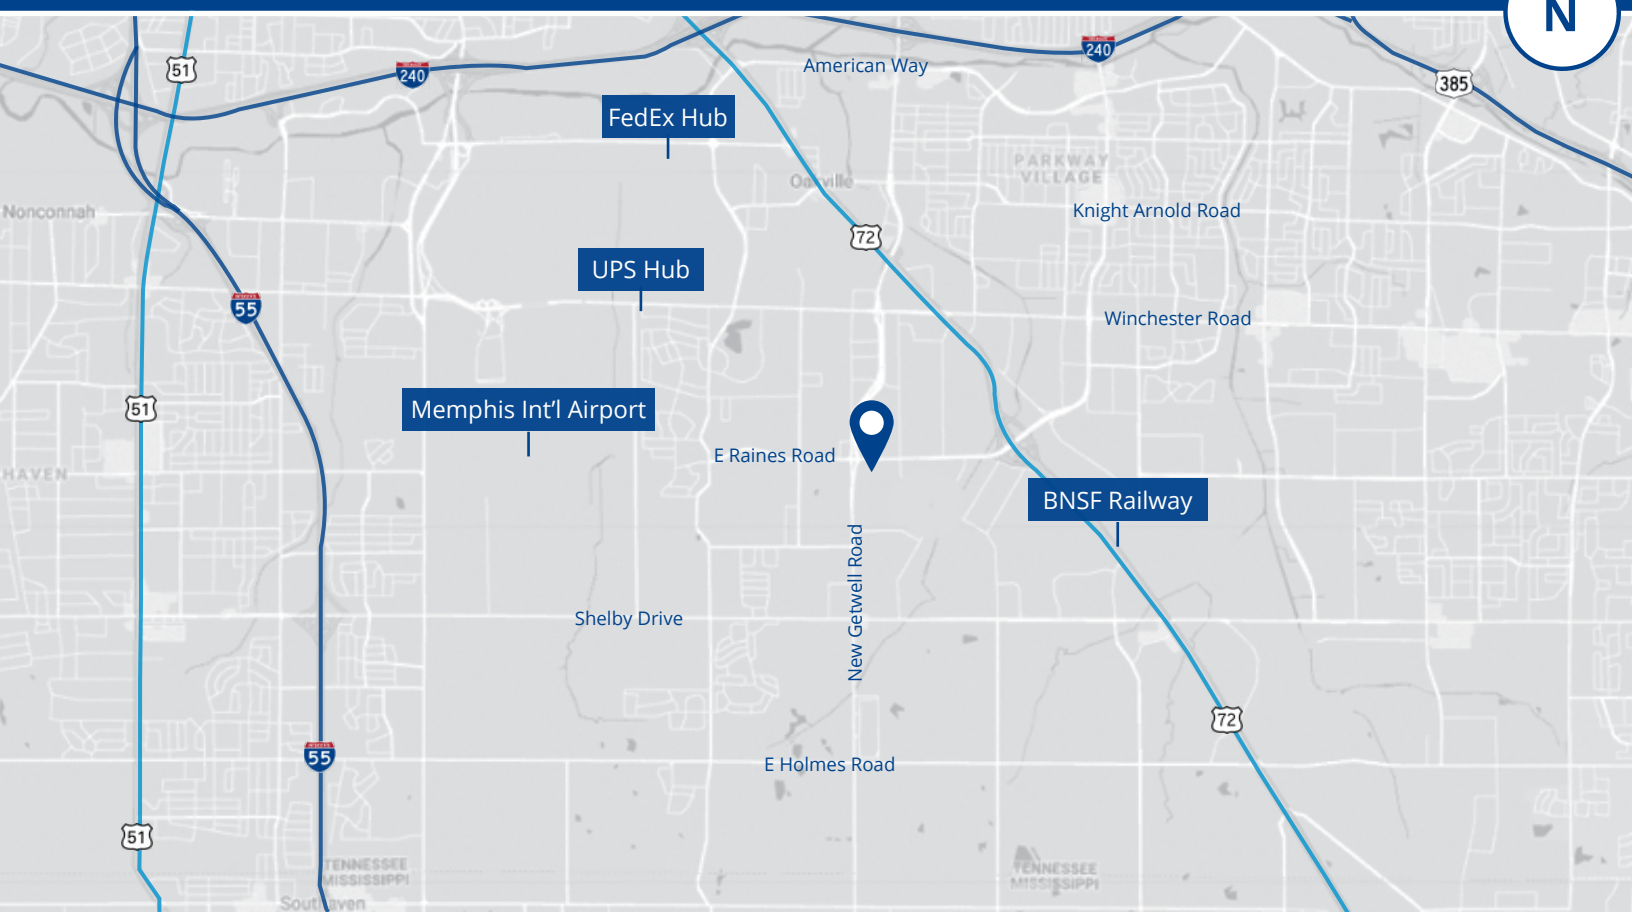 N
51
240
American Way
240
385
FedEx Hub
PARKWAY
VILLAGE
Oakville
Nonconnah
Knight Arnold Road
72
UPS Hub
55
Winchester Road
51
Memphis Int'l Airport
E Raines Road
HAVEN
BNSF Railway
New Getwell Road
Shelby Drive
72
55
E Holmes Road
51
TENNESSEE
MISSISSIPPI
TENNESSEE
MISSISSIPPI
Southaven